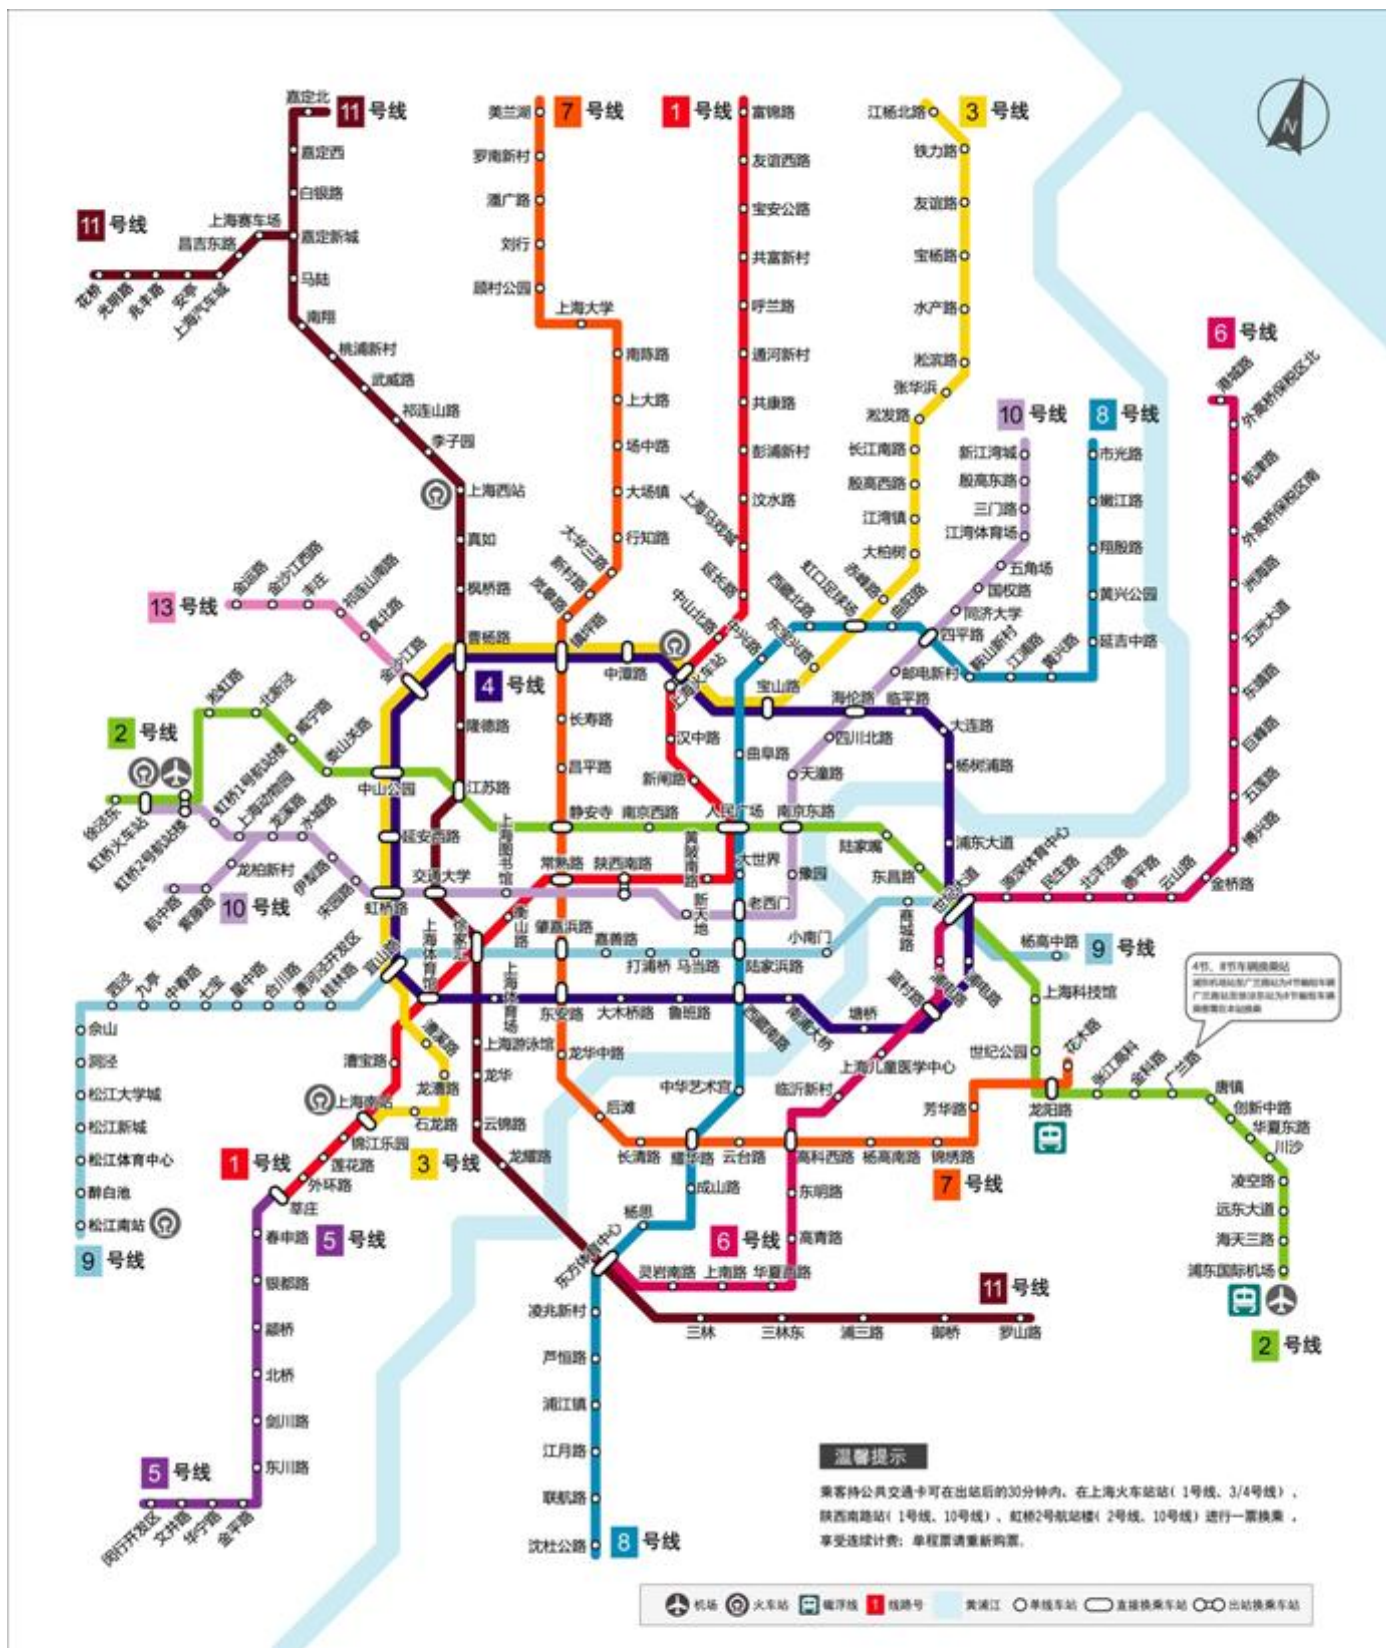 嘉定北
11 号线
嘉定西
白银路
11 号线
上海赛车场
昌吉东路
嘉定新城
花桥
光明路
兆丰路
安亭
上海汽车城
马陆
南翔
桃浦新村
武威路
祁连山路
李子园
上海西站
真如
枫桥路
曹杨路
隆德路
江苏路
交通大学
徐家汇
上海游泳馆
龙华
云锦路
龙耀路
东方体育中心
三林
三林东
浦三路
御桥
罗山路
11 号线
7 号线
美兰湖
罗南新村
潘广路
刘行
顾村公园
上海大学
南陈路
上大路
场中路
大场镇
行知路
大华三路
新村路
岚皋路
镇坪路
长寿路
昌平路
静安寺
常熟路
肇嘉浜路
东安路
龙华中路
后滩
长清路
耀华路
云台路
高科西路
杨高南路
锦绣路
芳华路
龙阳路
花木路
7 号线
1 号线
富锦路
友谊西路
宝安公路
共富新村
呼兰路
通河新村
共康路
彭浦新村
汶水路
上海马戏城
延长路
中山北路
上海火车站
汉中路
新闸路
人民广场
黄陂南路
陕西南路
衡山路
上海体育馆
漕宝路
上海南站
锦江乐园
莲花路
外环路
莘庄
1 号线
3 号线
江杨北路
铁力路
友谊路
宝杨路
水产路
淞滨路
张华浜
淞发路
长江南路
殷高西路
江湾镇
大柏树
赤峰路
虹口足球场
东宝兴路
宝山路
中潭路
金沙江路
中山公园
延安西路
虹桥路
宜山路
漕溪路
龙漕路
石龙路
3 号线
4 号线
海伦路
临平路
大连路
杨树浦路
浦东大道
世纪大道
浦电路
浦电路
蓝村路
塘桥
南浦大桥
西藏南路
鲁班路
大木桥路
上海体育场
10 号线
新江湾城
殷高东路
三门路
江湾体育场
五角场
国权路
同济大学
四平路
邮电新村
四川北路
天潼路
南京东路
豫园
老西门
新天地
上海图书馆
宋园路
伊犁路
水城路
龙溪路
上海动物园
虹桥1号航站楼
虹桥2号航站楼
虹桥火车站
龙柏新村
紫藤路
航中路
10 号线
8 号线
市光路
嫩江路
翔殷路
黄兴公园
延吉中路
黄兴路
江浦路
鞍山新村
曲阳路
西藏北路
中兴路
曲阜路
大世界
陆家浜路
中华艺术宫
成山路
杨思
凌兆新村
芦恒路
浦江镇
江月路
联航路
沈杜公路
8 号线
6 号线
港城路
外高桥保税区北
航津路
外高桥保税区南
洲海路
五洲大道
东靖路
巨峰路
五莲路
博兴路
金桥路
云山路
德平路
北洋泾路
民生路
源深体育中心
上海儿童医学中心
临沂新村
东明路
高青路
华夏西路
上南路
灵岩南路
6 号线
13 号线
金运路
金沙江西路
丰庄
祁连山南路
真北路
2 号线
徐泾东
淞虹路
北新泾
威宁路
娄山关路
南京西路
陆家嘴
东昌路
上海科技馆
世纪公园
张江高科
金科路
广兰路
唐镇
创新中路
华夏东路
川沙
凌空路
远东大道
海天三路
浦东国际机场
2 号线
9 号线
杨高中路
商城路
小南门
马当路
打浦桥
嘉善路
桂林路
漕河泾开发区
合川路
星中路
七宝
中春路
九亭
泗泾
佘山
洞泾
松江大学城
松江新城
松江体育中心
醉白池
松江南站
9 号线
5 号线
春申路
银都路
颛桥
北桥
剑川路
东川路
金平路
华宁路
文井路
闵行开发区
5 号线
4节、8节车辆换乘站
N
温馨提示
乘客持公共交通卡可在出站后的30分钟内、在上海火车站站（1号线、3/4号线）、
陕西南路站（1号线、10号线）、虹桥2号航站楼（2号线、10号线）进行一票换乘，
享受连续计费；单程票请重新购票。
机场 火车站 磁浮线 1 线路号 黄浦江 单线车站 直接换乘车站 出站换乘车站